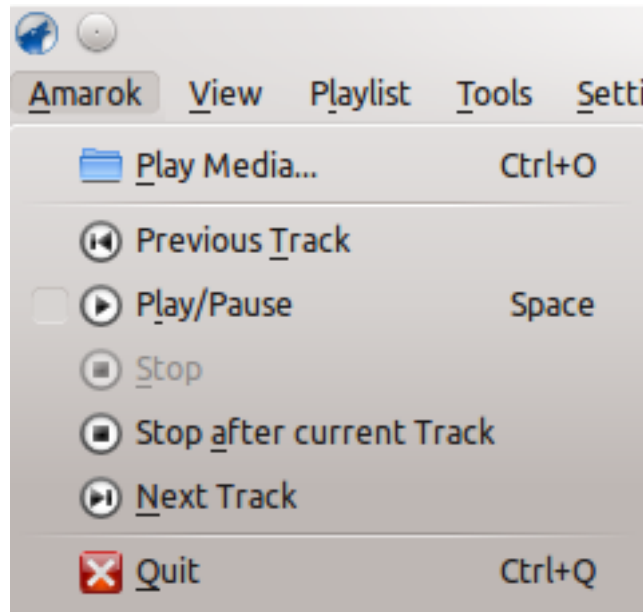 Amarok View Playlist Tools Setti
Play Media... Ctrl+O
Previous Track
Play/Pause Space
Stop
Stop after current Track
Next Track
Quit Ctrl+Q